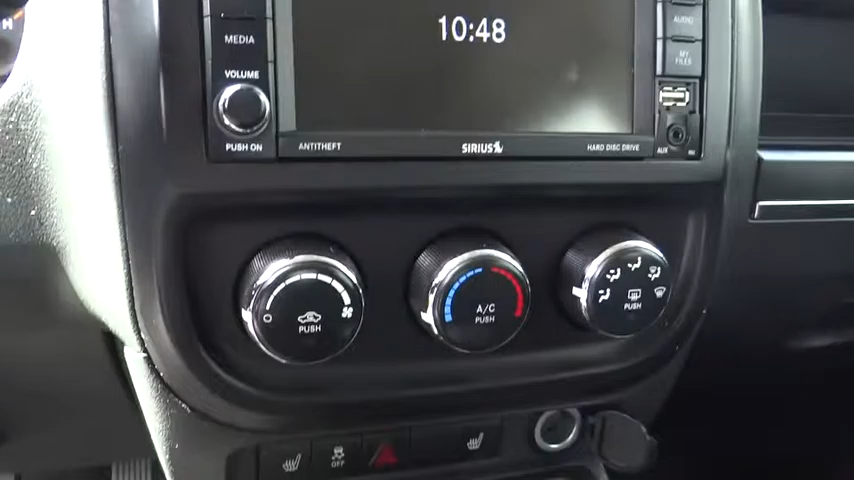 H
10:48
MEDIA
AUDIO
MY
FILES
VOLUME
PUSH ON
ANTITHEFT
SIRIUS
HARD DISC DRIVE
AUX
PUSH
A/C
PUSH
PUSH
OFF